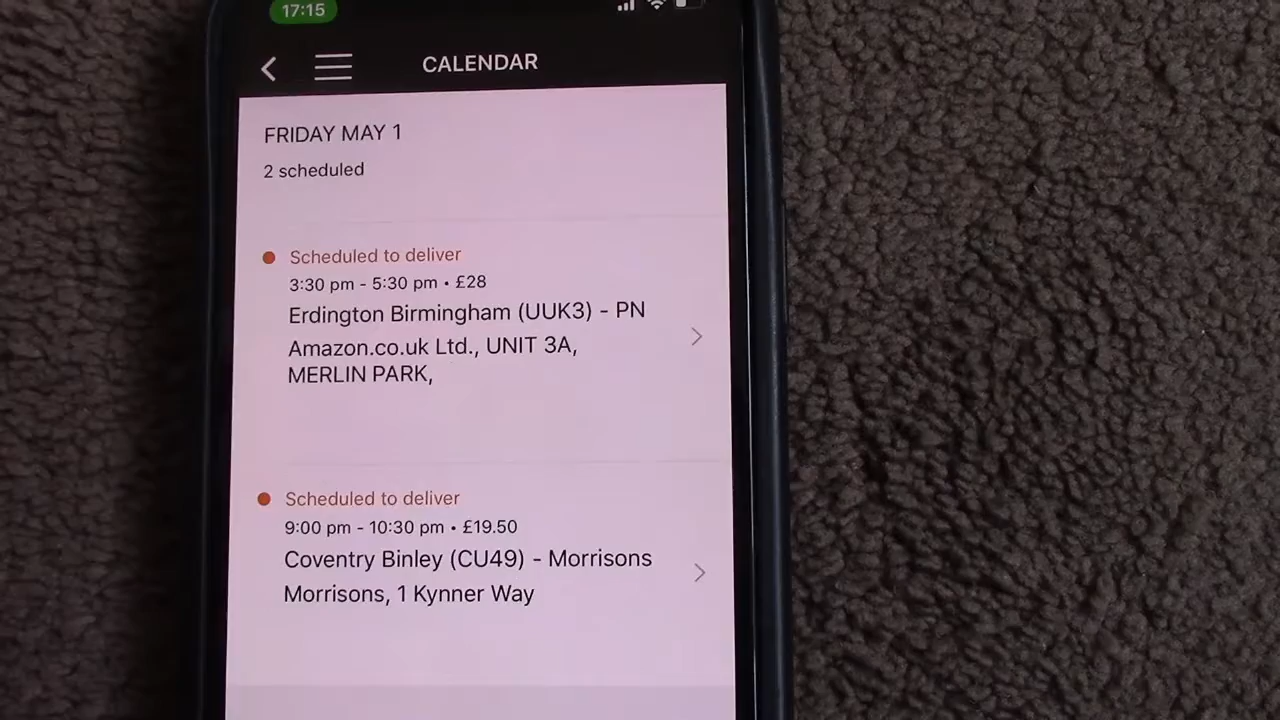 17:15
CALENDAR
FRIDAY MAY 1
2 scheduled
Scheduled to deliver
3:30 pm - 5:30 pm • £28
Erdington Birmingham (UUK3) - PN
Amazon.co.uk Ltd., UNIT 3A,
MERLIN PARK,
Scheduled to deliver
9:00 pm - 10:30 pm • £19.50
Coventry Binley (CU49) - Morrisons
Morrisons, 1 Kynner Way